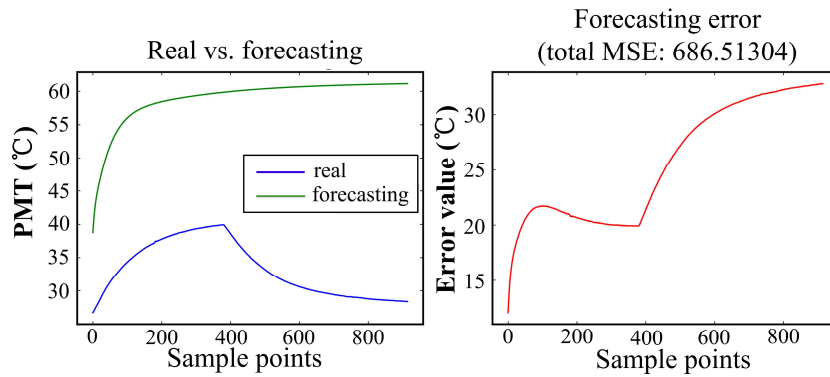 Real vs. forecasting
PMT (℃)
60
55
50
45
40
35
30
real
forecasting
0
200
400
600
800
Sample points
Forecasting error
(total MSE: 686.51304)
Error value (℃)
30
25
20
15
0
200
400
600
800
Sample points